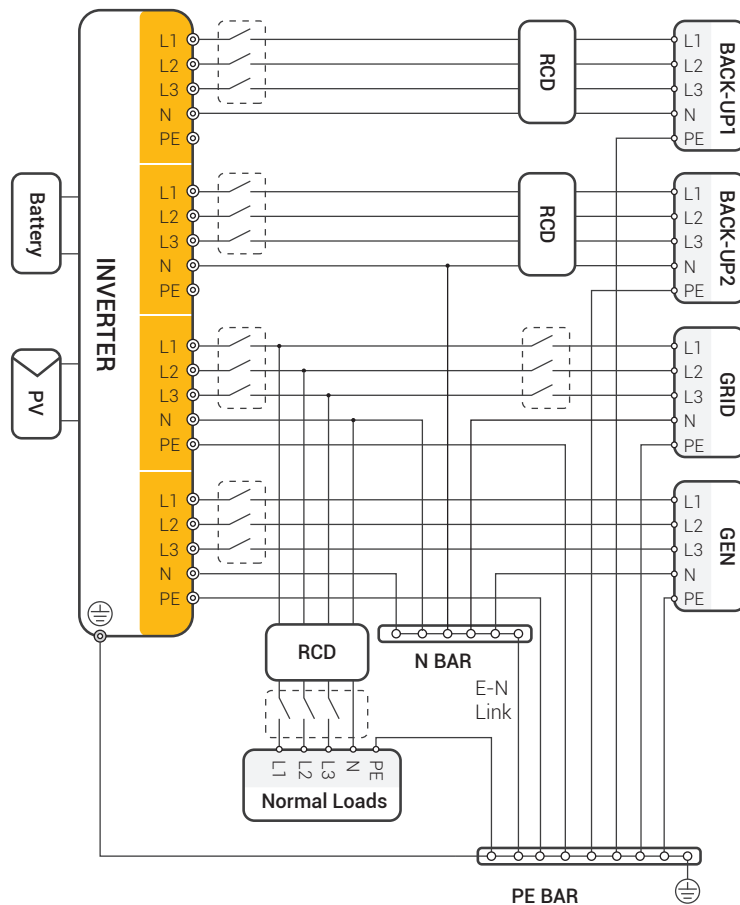 INVERTER
Battery
PV
L1
L2
L3
N
PE
L1
L2
L3
N
PE
L1
L2
L3
N
PE
L1
L2
L3
N
PE
RCD
RCD
L1
L2
L3
N
PE
BACK-UP1
L1
L2
L3
N
PE
BACK-UP2
L1
L2
L3
N
PE
GRID
L1
L2
L3
N
PE
GEN
RCD
N BAR
E-N
Link
L1
L2
L3
N
PE
Normal Loads
PE BAR